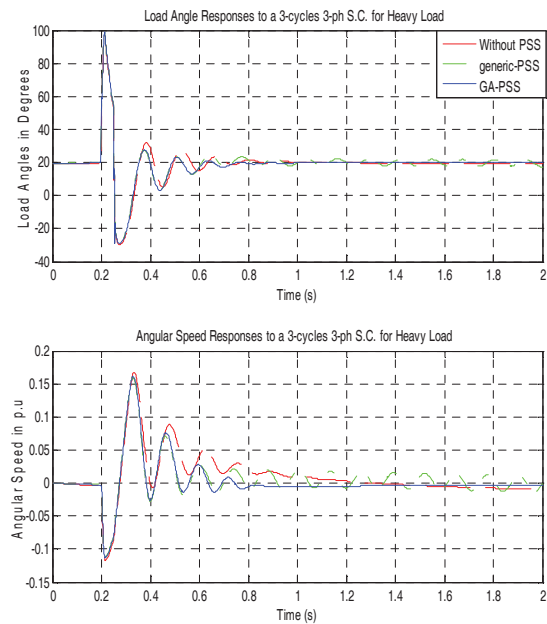 Load Angle Responses to a 3-cycles 3-ph S.C. for Heavy Load
Load Angles in Degrees
100
80
60
40
20
0
-20
-40
Without PSS
generic-PSS
GA-PSS
0 0.2 0.4 0.6 0.8 1 1.2 1.4 1.6 1.8 2
Time (s)
Angular Speed Responses to a 3-cycles 3-ph S.C. for Heavy Load
Angular Speed in p.u
0.2
0.15
0.1
0.05
0
-0.05
-0.1
-0.15
0 0.2 0.4 0.6 0.8 1 1.2 1.4 1.6 1.8 2
Time (s)